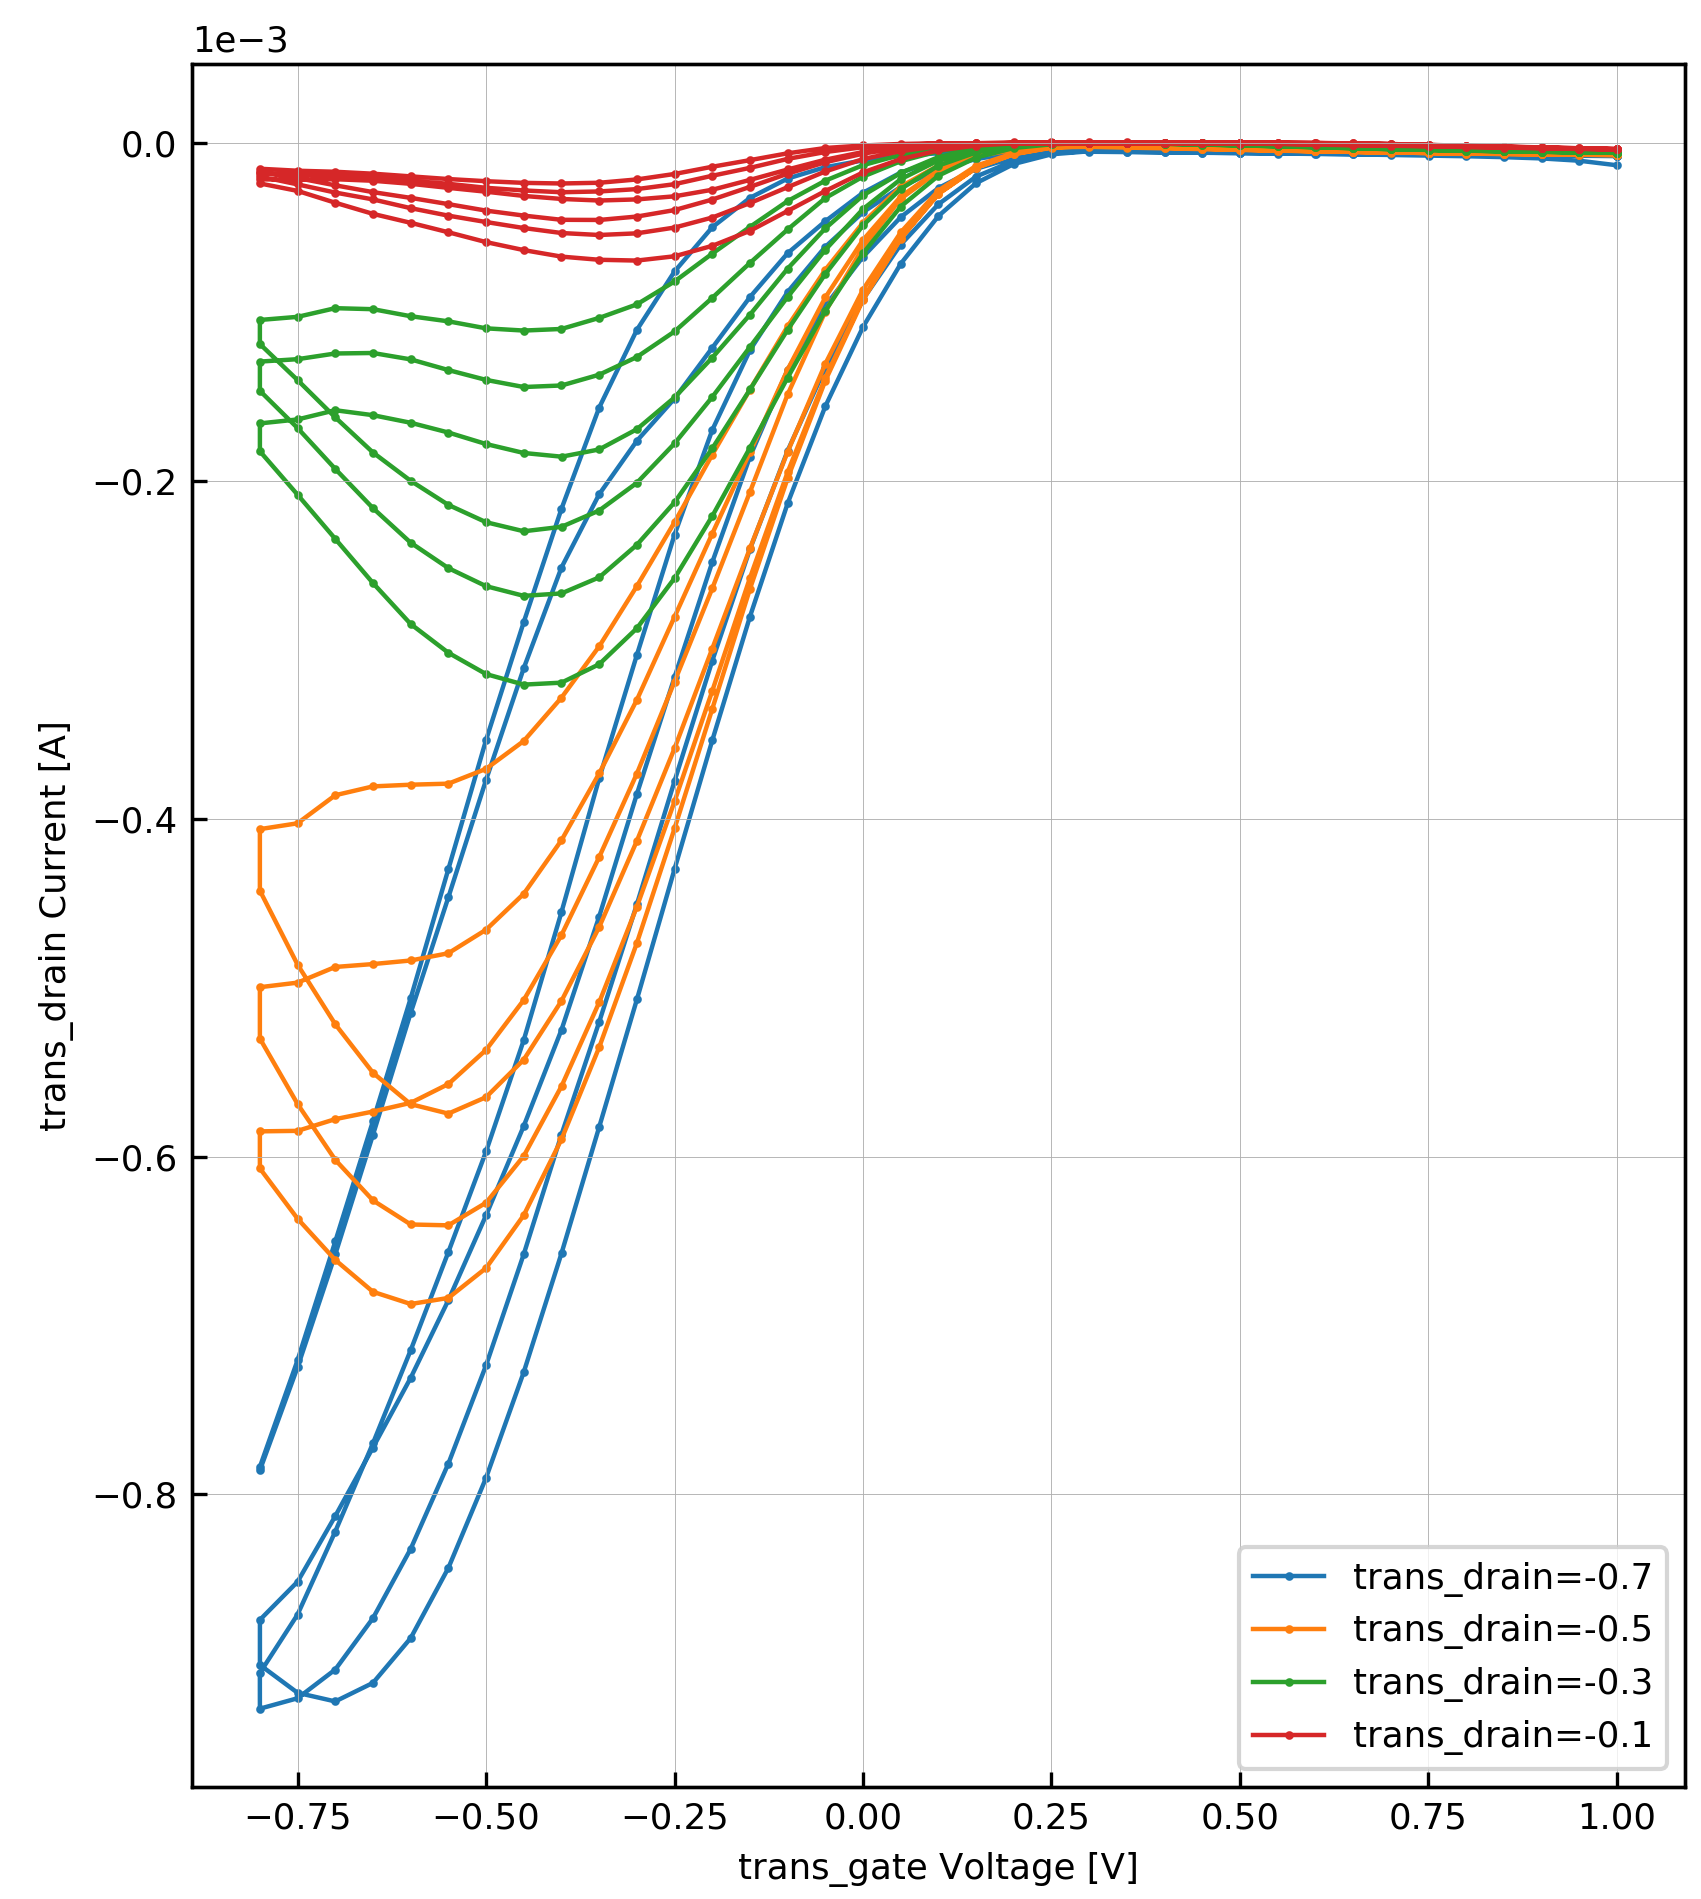 1e−3
0.0
−0.2
−0.4
−0.6
−0.8
trans_drain Current [A]
−0.75 −0.50 −0.25 0.00 0.25 0.50 0.75 1.00
trans_gate Voltage [V]
trans_drain=-0.7
trans_drain=-0.5
trans_drain=-0.3
trans_drain=-0.1